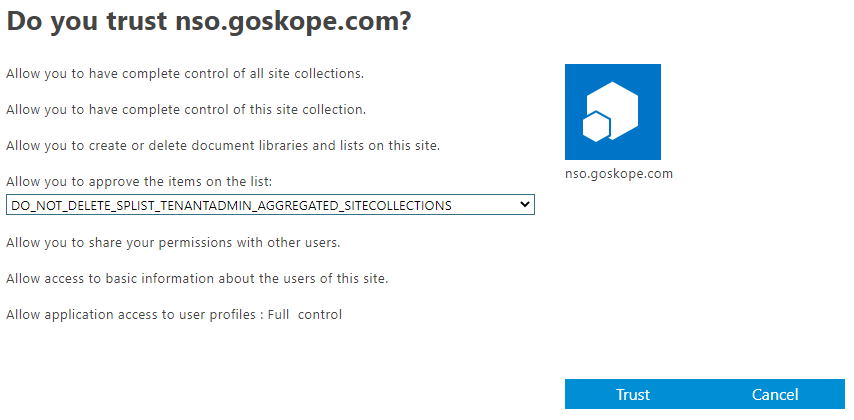 Do you trust nso.goskope.com?
Allow you to have complete control of all site collections.
Allow you to have complete control of this site collection.
Allow you to create or delete document libraries and lists on this site.
Allow you to approve the items on the list:
DO_NOT_DELETE_SPLIST_TENANTADMIN_AGGREGATED_SITECOLLECTIONS
Allow you to share your permissions with other users.
Allow access to basic information about the users of this site.
Allow application access to user profiles : Full  control
nso.goskope.com
Trust
Cancel